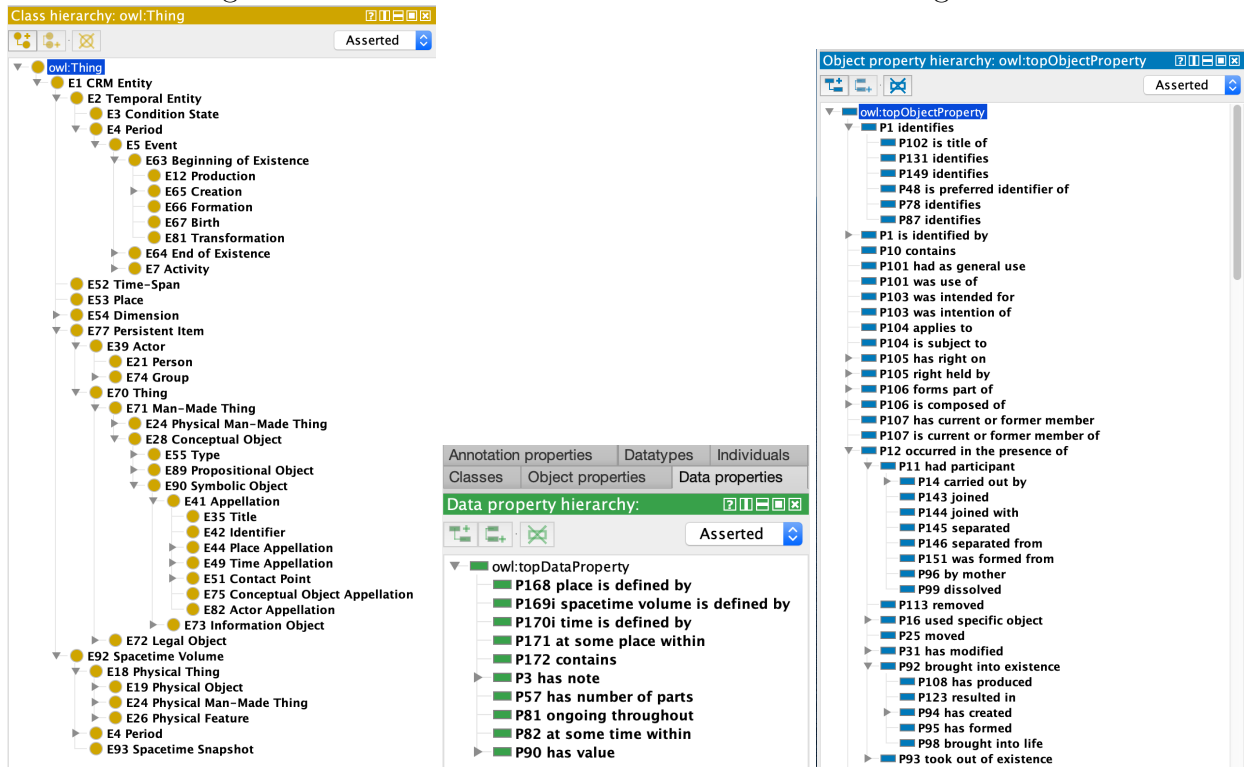 Class hierarchy: owl:Thing
Asserted
owl:Thing
E1 CRM Entity
E2 Temporal Entity
E3 Condition State
E4 Period
E5 Event
E63 Beginning of Existence
E12 Production
E65 Creation
E66 Formation
E67 Birth
E81 Transformation
E64 End of Existence
E7 Activity
E52 Time-Span
E53 Place
E54 Dimension
E77 Persistent Item
E39 Actor
E21 Person
E74 Group
E70 Thing
E71 Man-Made Thing
E24 Physical Man-Made Thing
E28 Conceptual Object
E55 Type
E89 Propositional Object
E90 Symbolic Object
E41 Appellation
E35 Title
E42 Identifier
E44 Place Appellation
E49 Time Appellation
E51 Contact Point
E75 Conceptual Object Appellation
E82 Actor Appellation
E73 Information Object
E72 Legal Object
E92 Spacetime Volume
E18 Physical Thing
E19 Physical Object
E24 Physical Man-Made Thing
E26 Physical Feature
E4 Period
E93 Spacetime Snapshot
Annotation properties Datatypes Individuals
Classes Object properties Data properties
Data property hierarchy:
Asserted
owl:topDataProperty
P168 place is defined by
P169i spacetime volume is defined by
P170i time is defined by
P171 at some place within
P172 contains
P3 has note
P57 has number of parts
P81 ongoing throughout
P82 at some time within
P90 has value
Object property hierarchy: owl:topObjectProperty
Asserted
owl:topObjectProperty
P1 identifies
P102 is title of
P131 identifies
P149 identifies
P48 is preferred identifier of
P78 identifies
P87 identifies
P1 is identified by
P10 contains
P101 had as general use
P101 was use of
P103 was intended for
P103 was intention of
P104 applies to
P104 is subject to
P105 has right on
P105 right held by
P106 forms part of
P106 is composed of
P107 has current or former member
P107 is current or former member of
P12 occurred in the presence of
P11 had participant
P14 carried out by
P143 joined
P144 joined with
P145 separated
P146 separated from
P151 was formed from
P96 by mother
P99 dissolved
P113 removed
P16 used specific object
P25 moved
P31 has modified
P92 brought into existence
P108 has produced
P123 resulted in
P94 has created
P95 has formed
P98 brought into life
P93 took out of existence